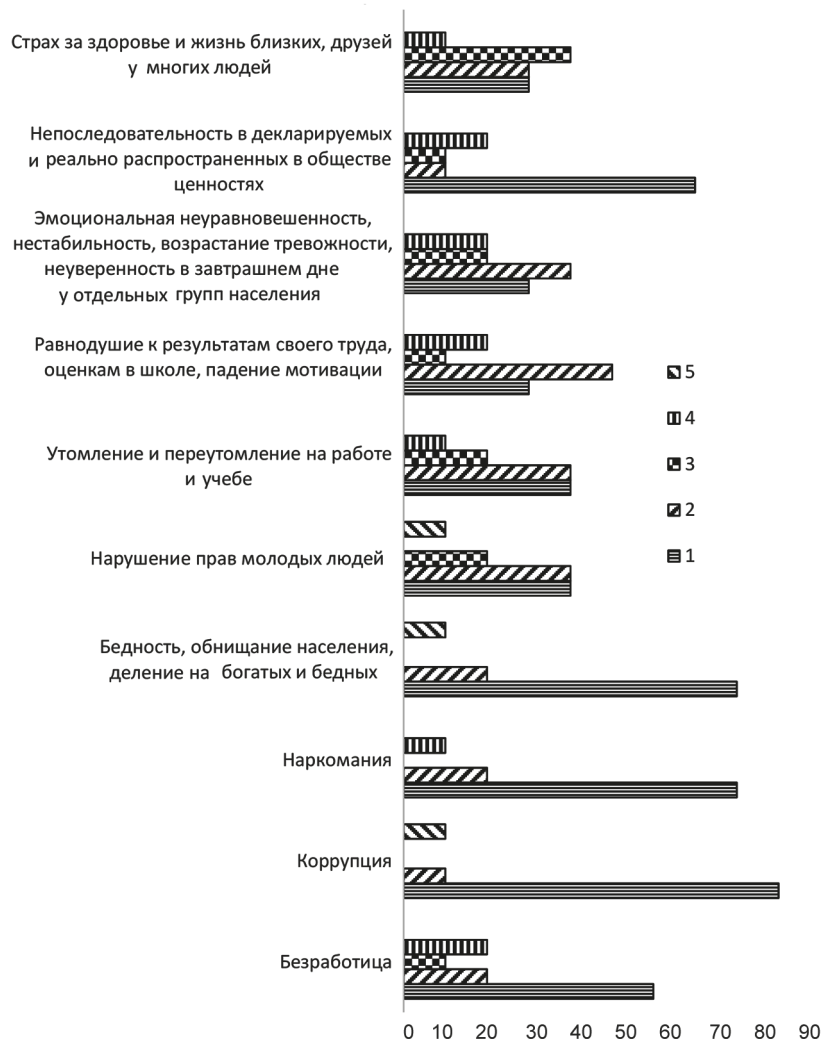 Страх за здоровье и жизнь близких, друзей
у многих людей
Непоследовательность в декларируемых
и реально распространенных в обществе
ценностях
Эмоциональная неуравновешенность,
нестабильность, возрастание тревожности,
неуверенность в завтрашнем дне
у отдельных групп населения
Равнодушие к результатам своего труда,
оценкам в школе, падение мотивации
Утомление и переутомление на работе
и учебе
Нарушение прав молодых людей
Бедность, обнищание населения,
деление на богатых и бедных
Наркомания
Коррупция
Безработица
5
4
3
2
1
0 10 20 30 40 50 60 70 80 90